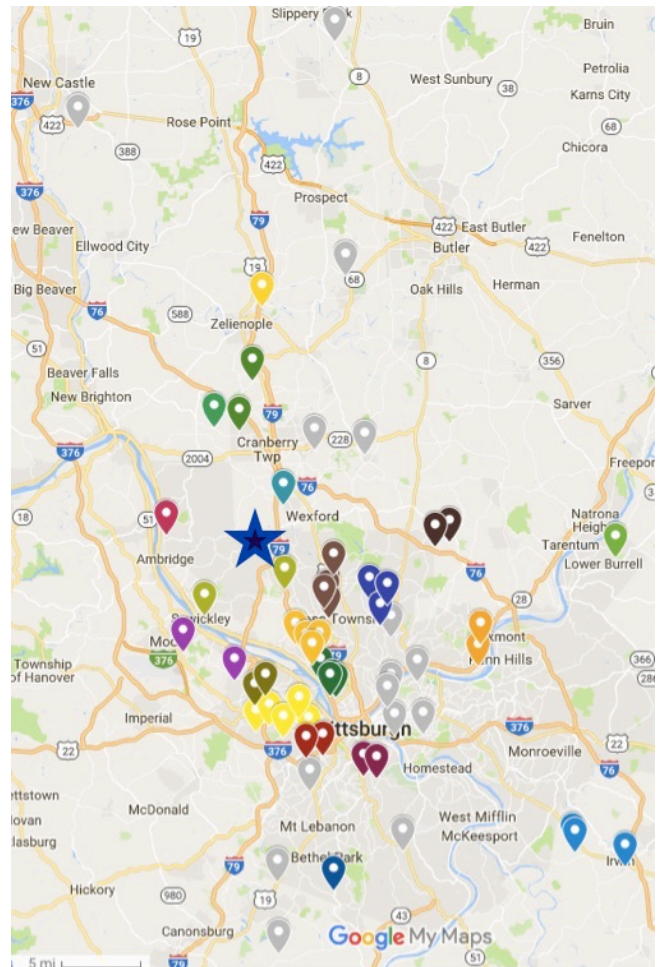 Slippery
Bruin
19
Petrolia
8
West Sunbury
38
Karns City
New Castle
376
422
Rose Point
422
68
388
Chicora
422
376
Prospect
79
422
East Butler
422
Fenelton
Butler
Ellwood City
19
68
Big Beaver
Oak Hills
Herman
76
588
Zelienople
51
8
356
Beaver Falls
New Brighton
79
Sarver
Cranberry
Twp
228
376
2004
Freeport
76
18
51
Wexford
Natrona
Heights
79
Tarentum
Ambridge
76
Lower Burrell
28
Sewickley
Township
Moon
376
79
Penn Hills
366
Township
of Hanover
286
Imperial
22
Pittsburgh
376
22
Monroeville
Homestead
76
McDonald
West Mifflin
Mt Lebanon
McKeesport
Bethel Park
Irwin
79
Hickory
980
19
43
Canonsburg
Google My Maps
5 mi